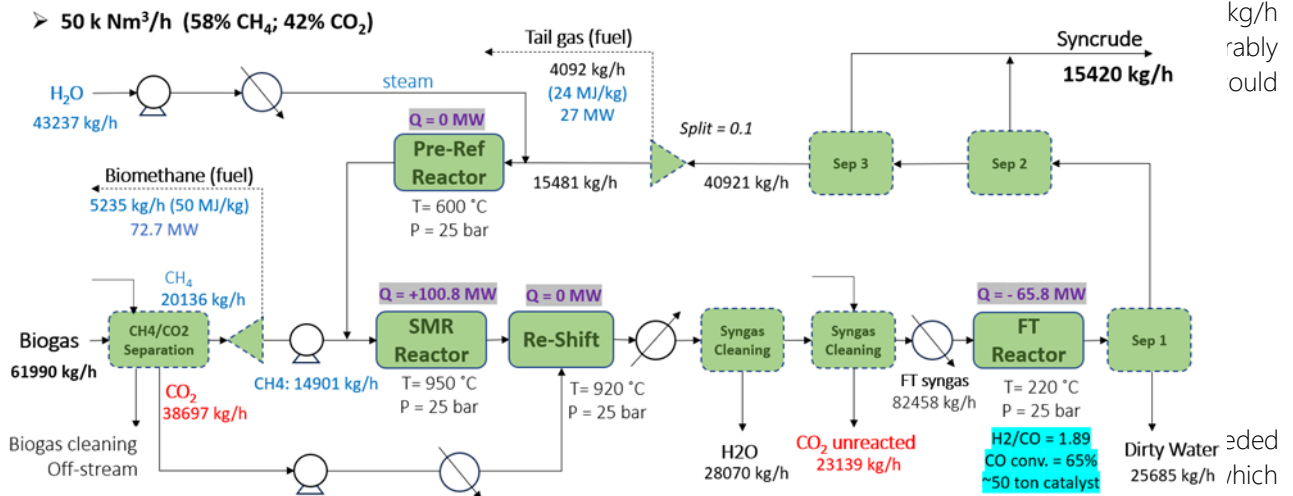 ➤ 50 k Nm³/h (58% CH₄; 42% CO₂)
kg/h
rably
ould
Tail gas (fuel)
4092 kg/h
(24 MJ/kg)
27 MW
Syncrude
15420 kg/h
H₂O
43237 kg/h
steam
Q = 0 MW
Pre-Ref
Reactor
T= 600 °C
P = 25 bar
Split = 0.1
15481 kg/h
40921 kg/h
Sep 3
Sep 2
Biomethane (fuel)
5235 kg/h (50 MJ/kg)
72.7 MW
CH₄
20136 kg/h
Biogas
61990 kg/h
CH4/CO2
Separation
CH4: 14901 kg/h
Q = +100.8 MW
SMR
Reactor
T= 950 °C
P = 25 bar
Q = 0 MW
Re-Shift
T= 920 °C
P = 25 bar
Syngas
Cleaning
Syngas
Cleaning
FT syngas
82458 kg/h
Q = - 65.8 MW
FT
Reactor
T= 220 °C
P = 25 bar
H2/CO = 1.89
CO conv. = 65%
~50 ton catalyst
Sep 1
CO₂
38697 kg/h
Biogas cleaning
Off-stream
H2O
28070 kg/h
CO₂ unreacted
23139 kg/h
Dirty Water
25685 kg/h
eded
which